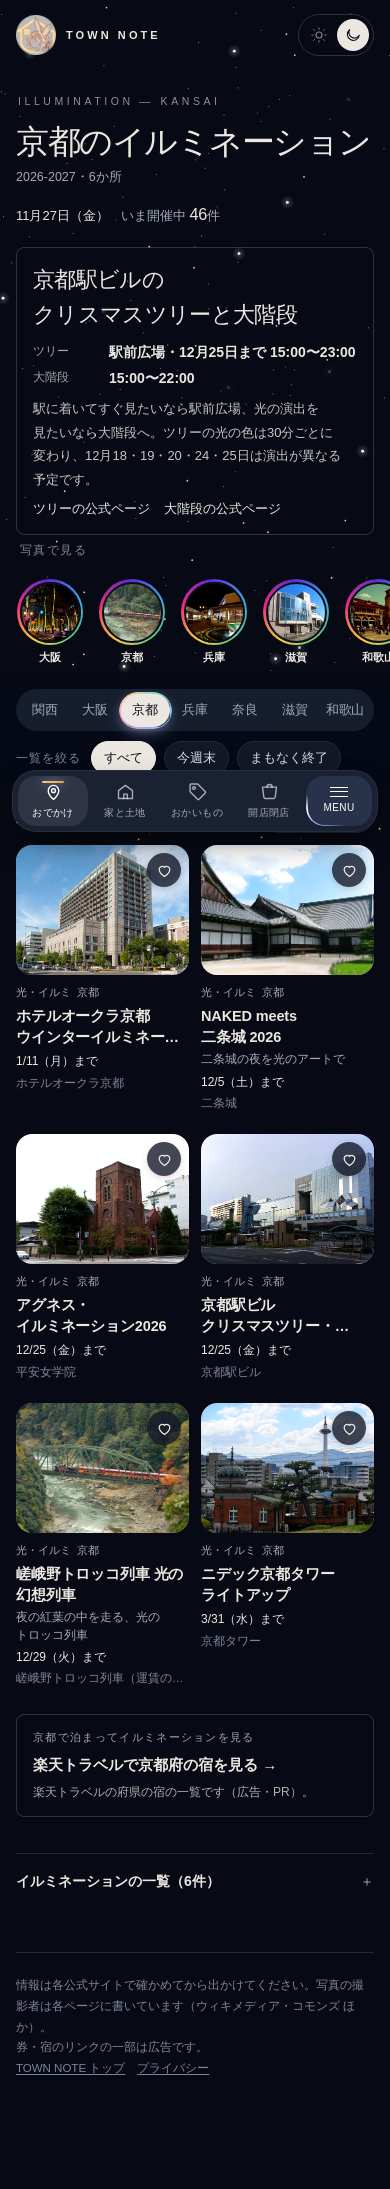 TOWN NOTE
ILLUMINATION — KANSAI
京都のイルミネーション
2026-2027・6か所
11月27日（金） いま開催中 46件
京都駅ビルの
クリスマスツリーと大階段
ツリー 駅前広場・12月25日まで 15:00〜23:00
大階段 15:00〜22:00
駅に着いてすぐ見たいなら駅前広場、光の演出を
見たいなら大階段へ。ツリーの光の色は30分ごとに
変わり、12月18・19・20・24・25日は演出が異なる
予定です。
ツリーの公式ページ 大階段の公式ページ
写真で見る
大阪 京都 兵庫 滋賀 和歌山
関西 大阪 京都 兵庫 奈良 滋賀 和歌山
一覧を絞る すべて 今週末 まもなく終了
おでかけ 家と土地 おかいもの 開店閉店 MENU
光・イルミ 京都
ホテルオークラ京都
ウインターイルミネー…
1/11（月）まで
ホテルオークラ京都
光・イルミ 京都
NAKED meets
二条城 2026
二条城の夜を光のアートで
12/5（土）まで
二条城
光・イルミ 京都
アグネス・
イルミネーション2026
12/25（金）まで
平安女学院
光・イルミ 京都
京都駅ビル
クリスマスツリー・…
12/25（金）まで
京都駅ビル
光・イルミ 京都
嵯峨野トロッコ列車 光の
幻想列車
夜の紅葉の中を走る、光の
トロッコ列車
12/29（火）まで
嵯峨野トロッコ列車（運賃の…
光・イルミ 京都
ニデック京都タワー
ライトアップ
3/31（水）まで
京都タワー
京都で泊まってイルミネーションを見る
楽天トラベルで京都府の宿を見る →
楽天トラベルの府県の宿の一覧です（広告・PR）。
イルミネーションの一覧（6件） +
情報は各公式サイトで確かめてから出かけてください。写真の撮
影者は各ページに書いています（ウィキメディア・コモンズ ほ
か）。
券・宿のリンクの一部は広告です。
TOWN NOTE トップ プライバシー